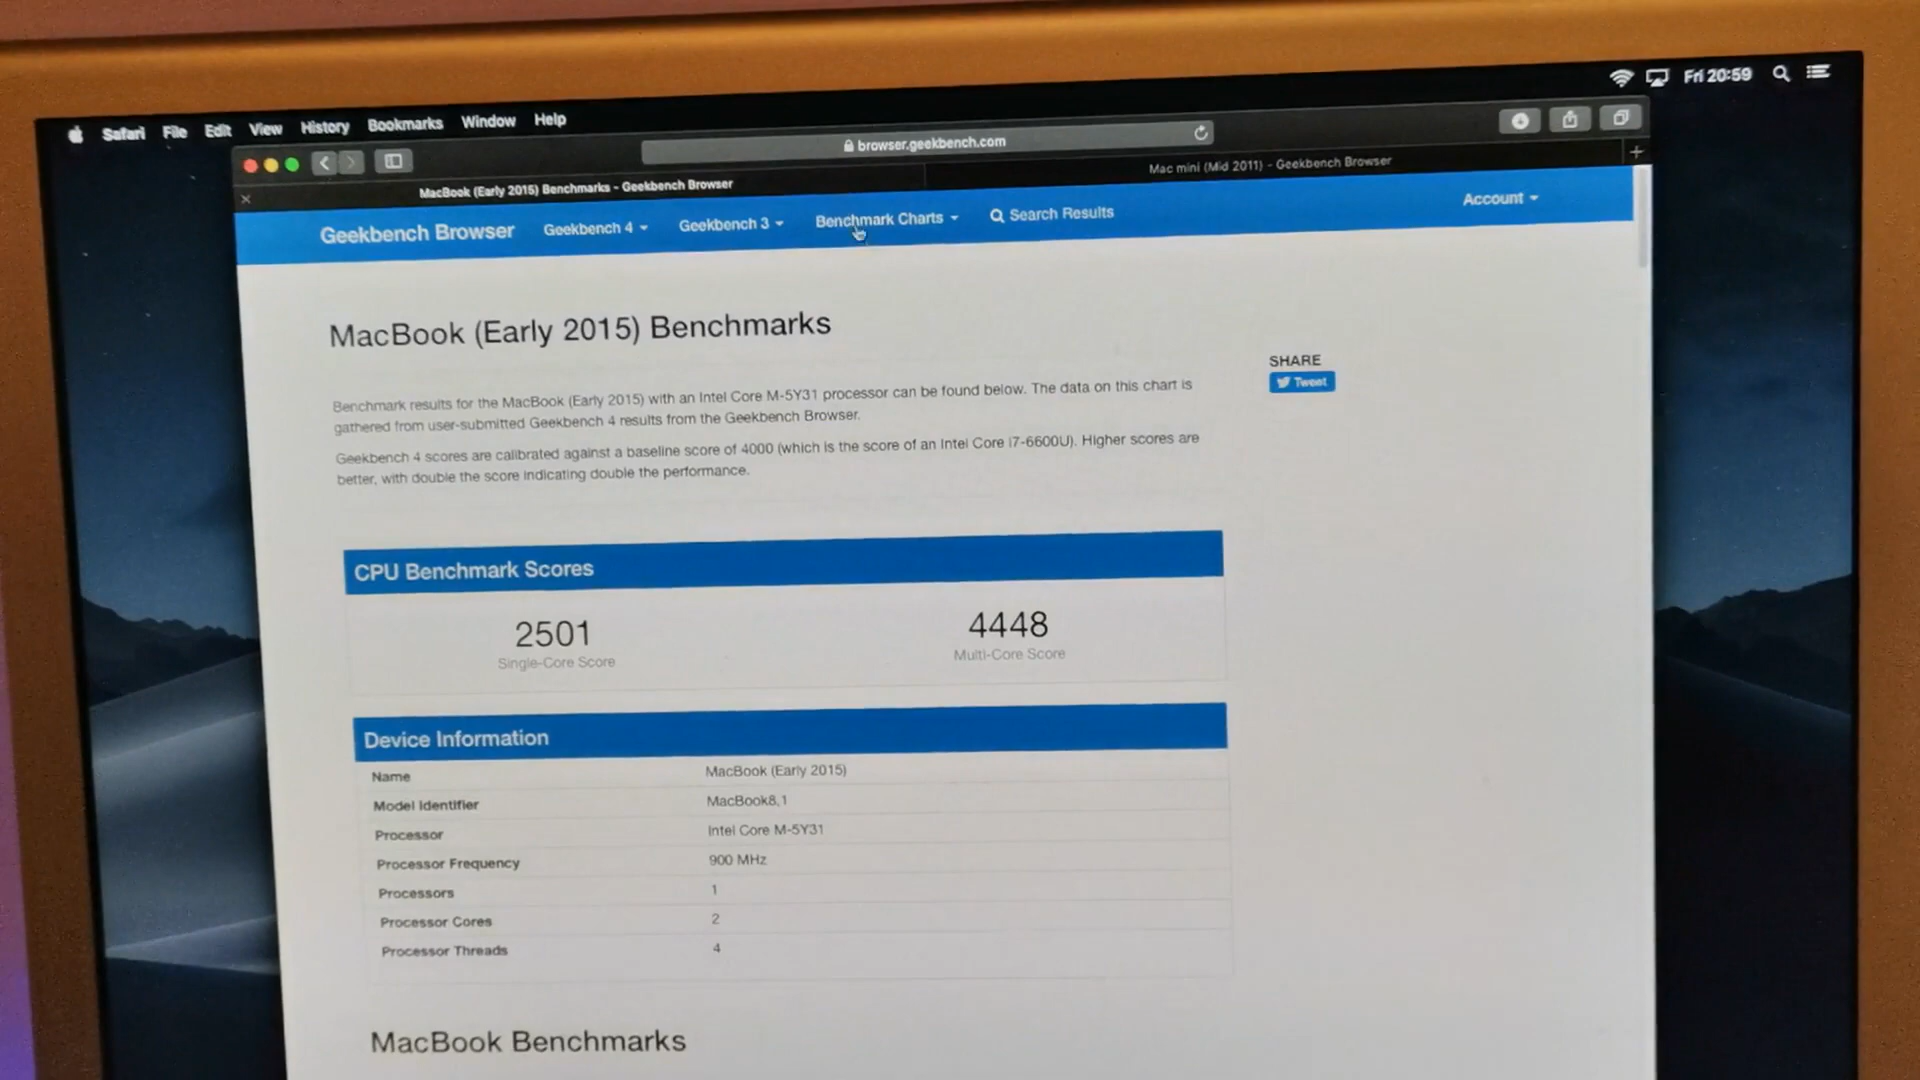 Safari File Edit View History Bookmarks Window Help Fri 20:59
browser.geekbench.com
MacBook (Early 2015) Benchmarks - Geekbench Browser
Mac mini (Mid 2011) - Geekbench Browser
Geekbench Browser Geekbench 4 Geekbench 3 Benchmark Charts Search Results Account
MacBook (Early 2015) Benchmarks
SHARE
Tweet
Benchmark results for the MacBook (Early 2015) with an Intel Core M-5Y31 processor can be found below. The data on this chart is
gathered from user-submitted Geekbench 4 results from the Geekbench Browser.
Geekbench 4 scores are calibrated against a baseline score of 4000 (which is the score of an Intel Core i7-6600U). Higher scores are
better, with double the score indicating double the performance.
CPU Benchmark Scores
2501 4448
Single-Core Score Multi-Core Score
Device Information
Name MacBook (Early 2015)
Model Identifier MacBook8,1
Processor Intel Core M-5Y31
Processor Frequency 900 MHz
Processors 1
Processor Cores 2
Processor Threads 4
MacBook Benchmarks